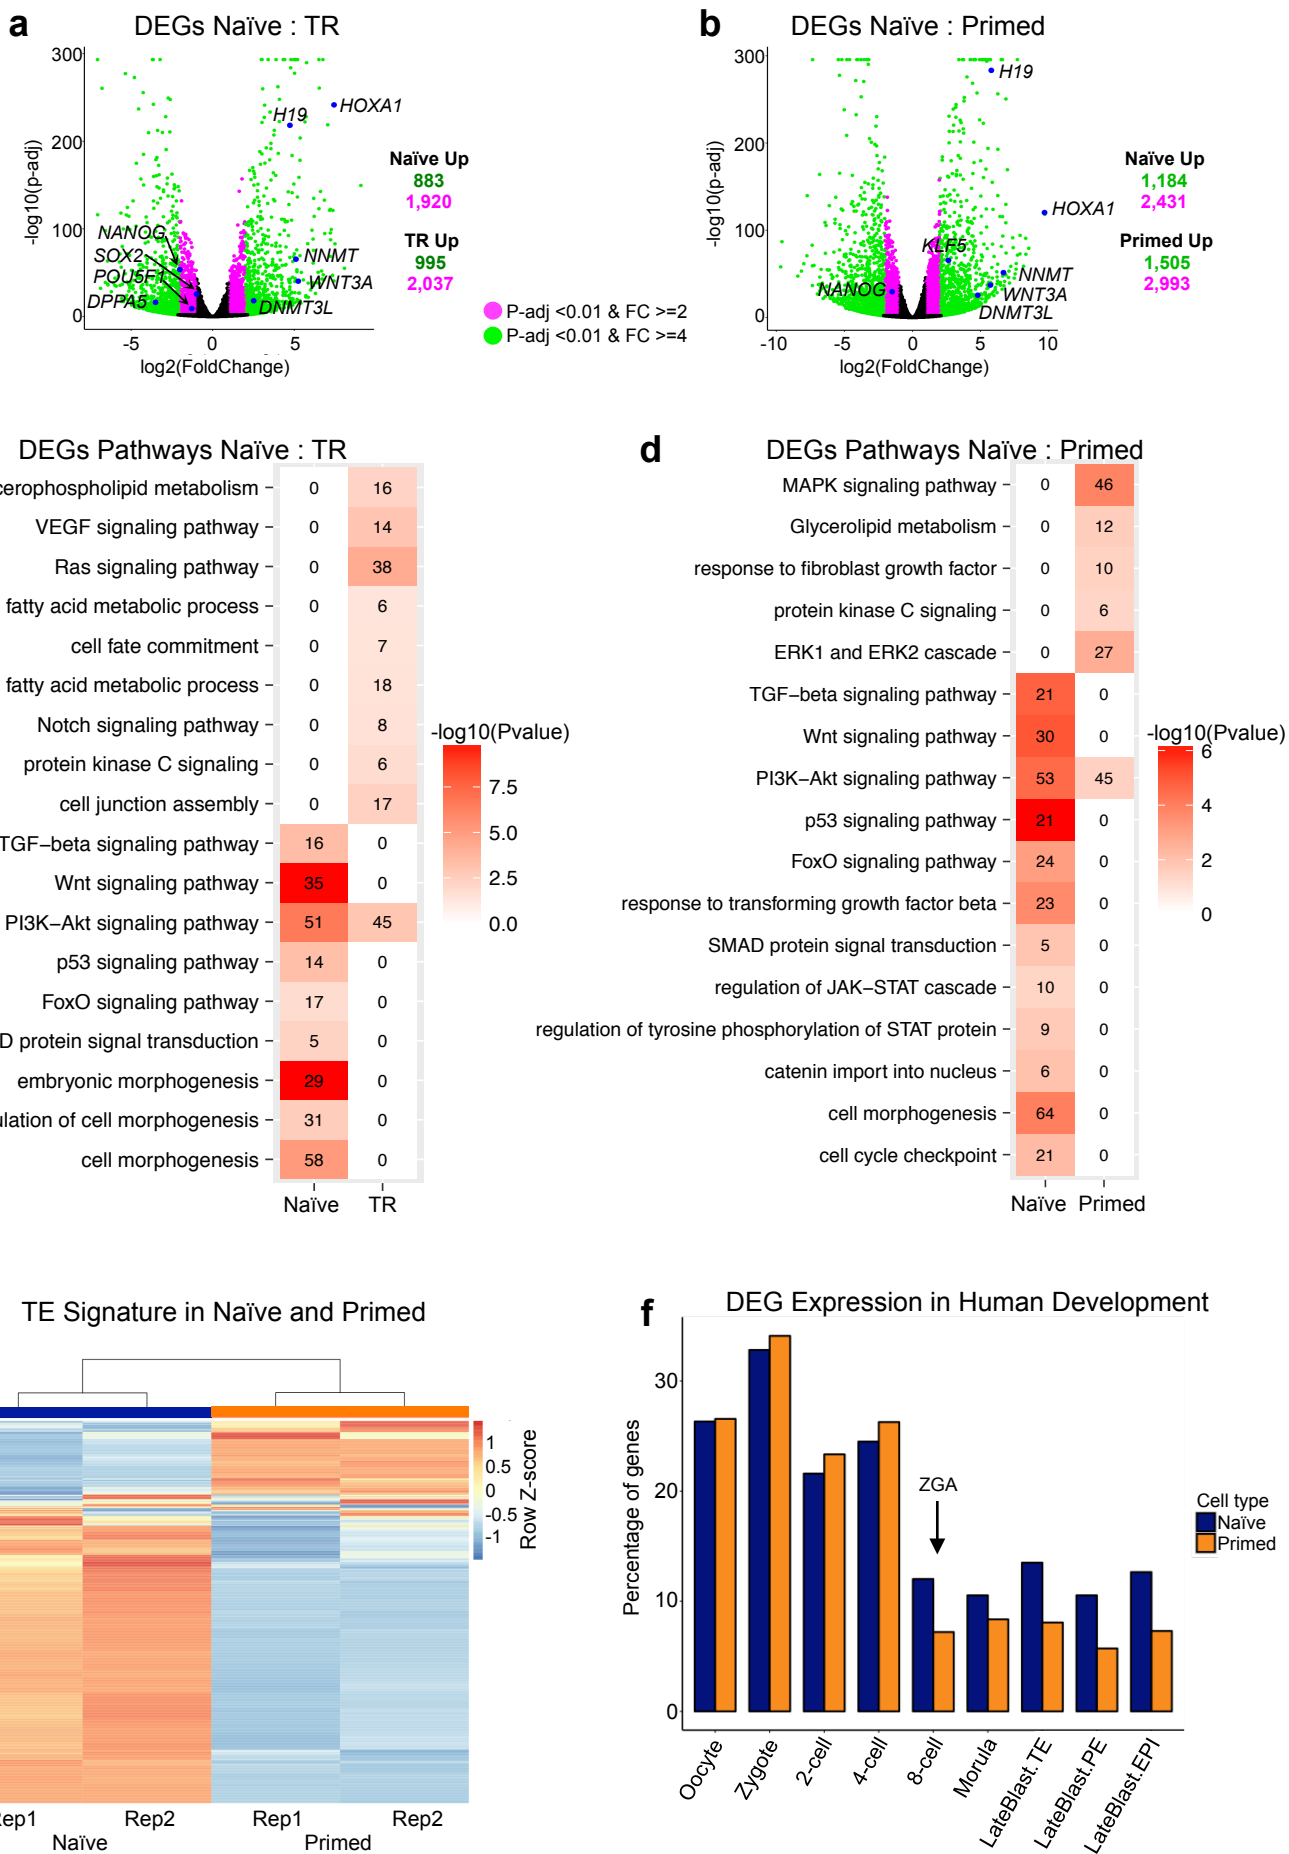 a
DEGs Naïve : TR
300
200
100
0
-log10(p-adj)
H19
HOXA1
NANOG
SOX2
POU5F1
DPPA5
NNMT
WNT3A
DNMT3L
-5
0
5
log2(FoldChange)
Naïve Up
883
1,920
TR Up
995
2,037
P-adj <0.01 & FC >=2
P-adj <0.01 & FC >=4
b
DEGs Naïve : Primed
300
200
100
0
-log10(p-adj)
H19
HOXA1
KLF5
NANOG
NNMT
WNT3A
DNMT3L
-10
-5
0
5
10
log2(FoldChange)
Naïve Up
1,184
2,431
Primed Up
1,505
2,993
DEGs Pathways Naïve : TR
cerophospholipid metabolism 0 16
VEGF signaling pathway 0 14
Ras signaling pathway 0 38
fatty acid metabolic process 0 6
cell fate commitment 0 7
fatty acid metabolic process 0 18
Notch signaling pathway 0 8
protein kinase C signaling 0 6
cell junction assembly 0 17
TGF−beta signaling pathway 16 0
Wnt signaling pathway 35 0
PI3K−Akt signaling pathway 51 45
p53 signaling pathway 14 0
FoxO signaling pathway 17 0
D protein signal transduction 5 0
embryonic morphogenesis 29 0
ulation of cell morphogenesis 31 0
cell morphogenesis 58 0
Naïve TR
-log10(Pvalue)
7.5
5.0
2.5
0.0
d
DEGs Pathways Naïve : Primed
MAPK signaling pathway 0 46
Glycerolipid metabolism 0 12
response to fibroblast growth factor 0 10
protein kinase C signaling 0 6
ERK1 and ERK2 cascade 0 27
TGF−beta signaling pathway 21 0
Wnt signaling pathway 30 0
PI3K−Akt signaling pathway 53 45
p53 signaling pathway 21 0
FoxO signaling pathway 24 0
response to transforming growth factor beta 23 0
SMAD protein signal transduction 5 0
regulation of JAK−STAT cascade 10 0
regulation of tyrosine phosphorylation of STAT protein 9 0
catenin import into nucleus 6 0
cell morphogenesis 64 0
cell cycle checkpoint 21 0
Naïve Primed
-log10(Pvalue)
6
4
2
0
TE Signature in Naïve and Primed
1
0.5
0
-0.5
-1
Row Z-score
Rep1 Rep2 Rep1 Rep2
Naïve Primed
f
DEG Expression in Human Development
30
20
10
0
Percentage of genes
ZGA
Cell type
Naïve
Primed
Oocyte
Zygote
2-cell
4-cell
8-cell
Morula
LateBlast.TE
LateBlast.PE
LateBlast.EPI